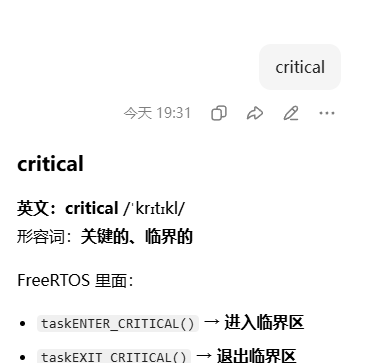 critical
今天 19:31
critical
英文：critical /ˈkrɪtɪkl/
形容词：关键的、临界的
FreeRTOS 里面：
• taskENTER_CRITICAL() → 进入临界区
• taskEXIT_CRITICAL() → 退出临界区